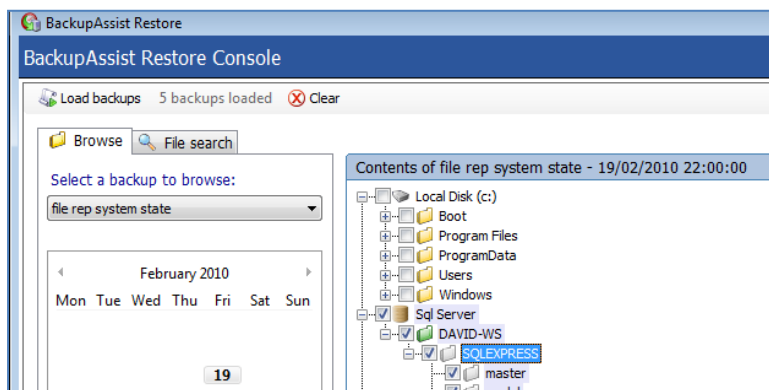 BackupAssist Restore
BackupAssist Restore Console
Load backups 5 backups loaded Clear
Browse File search
Select a backup to browse:
file rep system state
February 2010
Mon Tue Wed Thu Fri Sat Sun
19
Contents of file rep system state - 19/02/2010 22:00:00
Local Disk (c:)
Boot
Program Files
ProgramData
Users
Windows
Sql Server
DAVID-WS
SQLEXPRESS
master